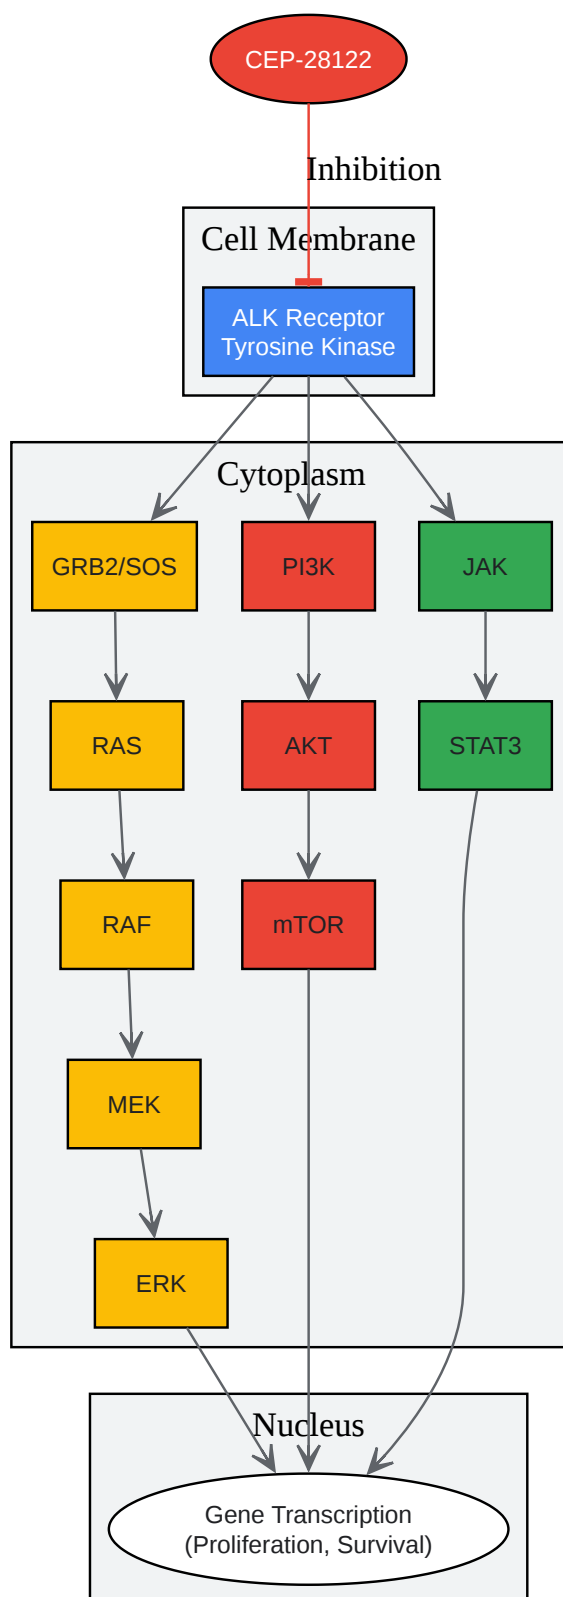 CEP-28122
Inhibition
Cell Membrane
ALK Receptor
Tyrosine Kinase
Cytoplasm
GRB2/SOS
PI3K
JAK
RAS
AKT
STAT3
RAF
mTOR
MEK
ERK
Nucleus
Gene Transcription
(Proliferation, Survival)